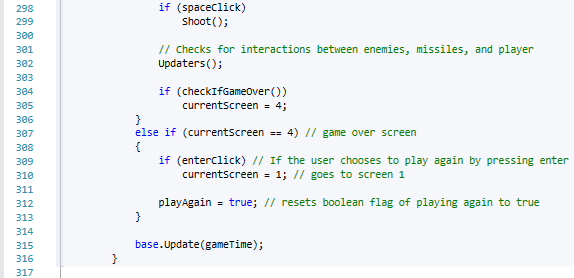 298 if (spaceClick)
299 Shoot();
300
301 // Checks for interactions between enemies, missiles, and player
302 Updaters();
303
304 if (checkIfGameOver())
305 currentScreen = 4;
306 }
307 else if (currentScreen == 4) // game over screen
308 {
309 if (enterClick) // If the user chooses to play again by pressing enter
310 currentScreen = 1; // goes to screen 1
311
312 playAgain = true; // resets boolean flag of playing again to true
313 }
314
315 base.Update(gameTime);
316 }
317